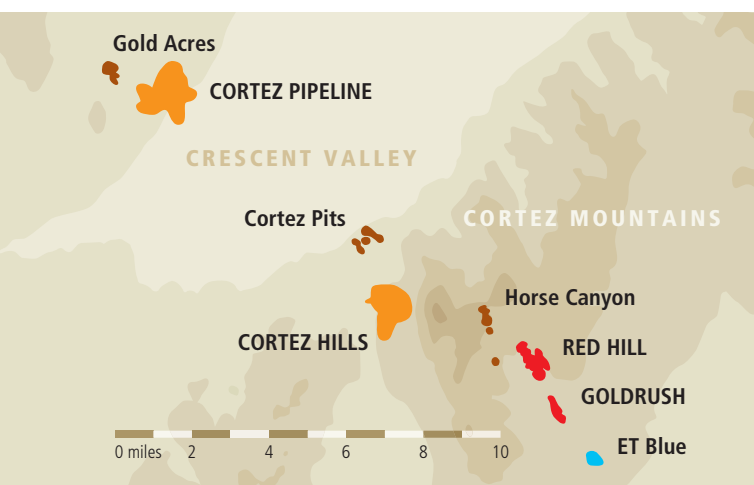 Gold Acres
CORTEZ PIPELINE
CRESCENT VALLEY
Cortez Pits
CORTEZ MOUNTAINS
Horse Canyon
CORTEZ HILLS
RED HILL
GOLDRUSH
ET Blue
0 miles 2 4 6 8 10